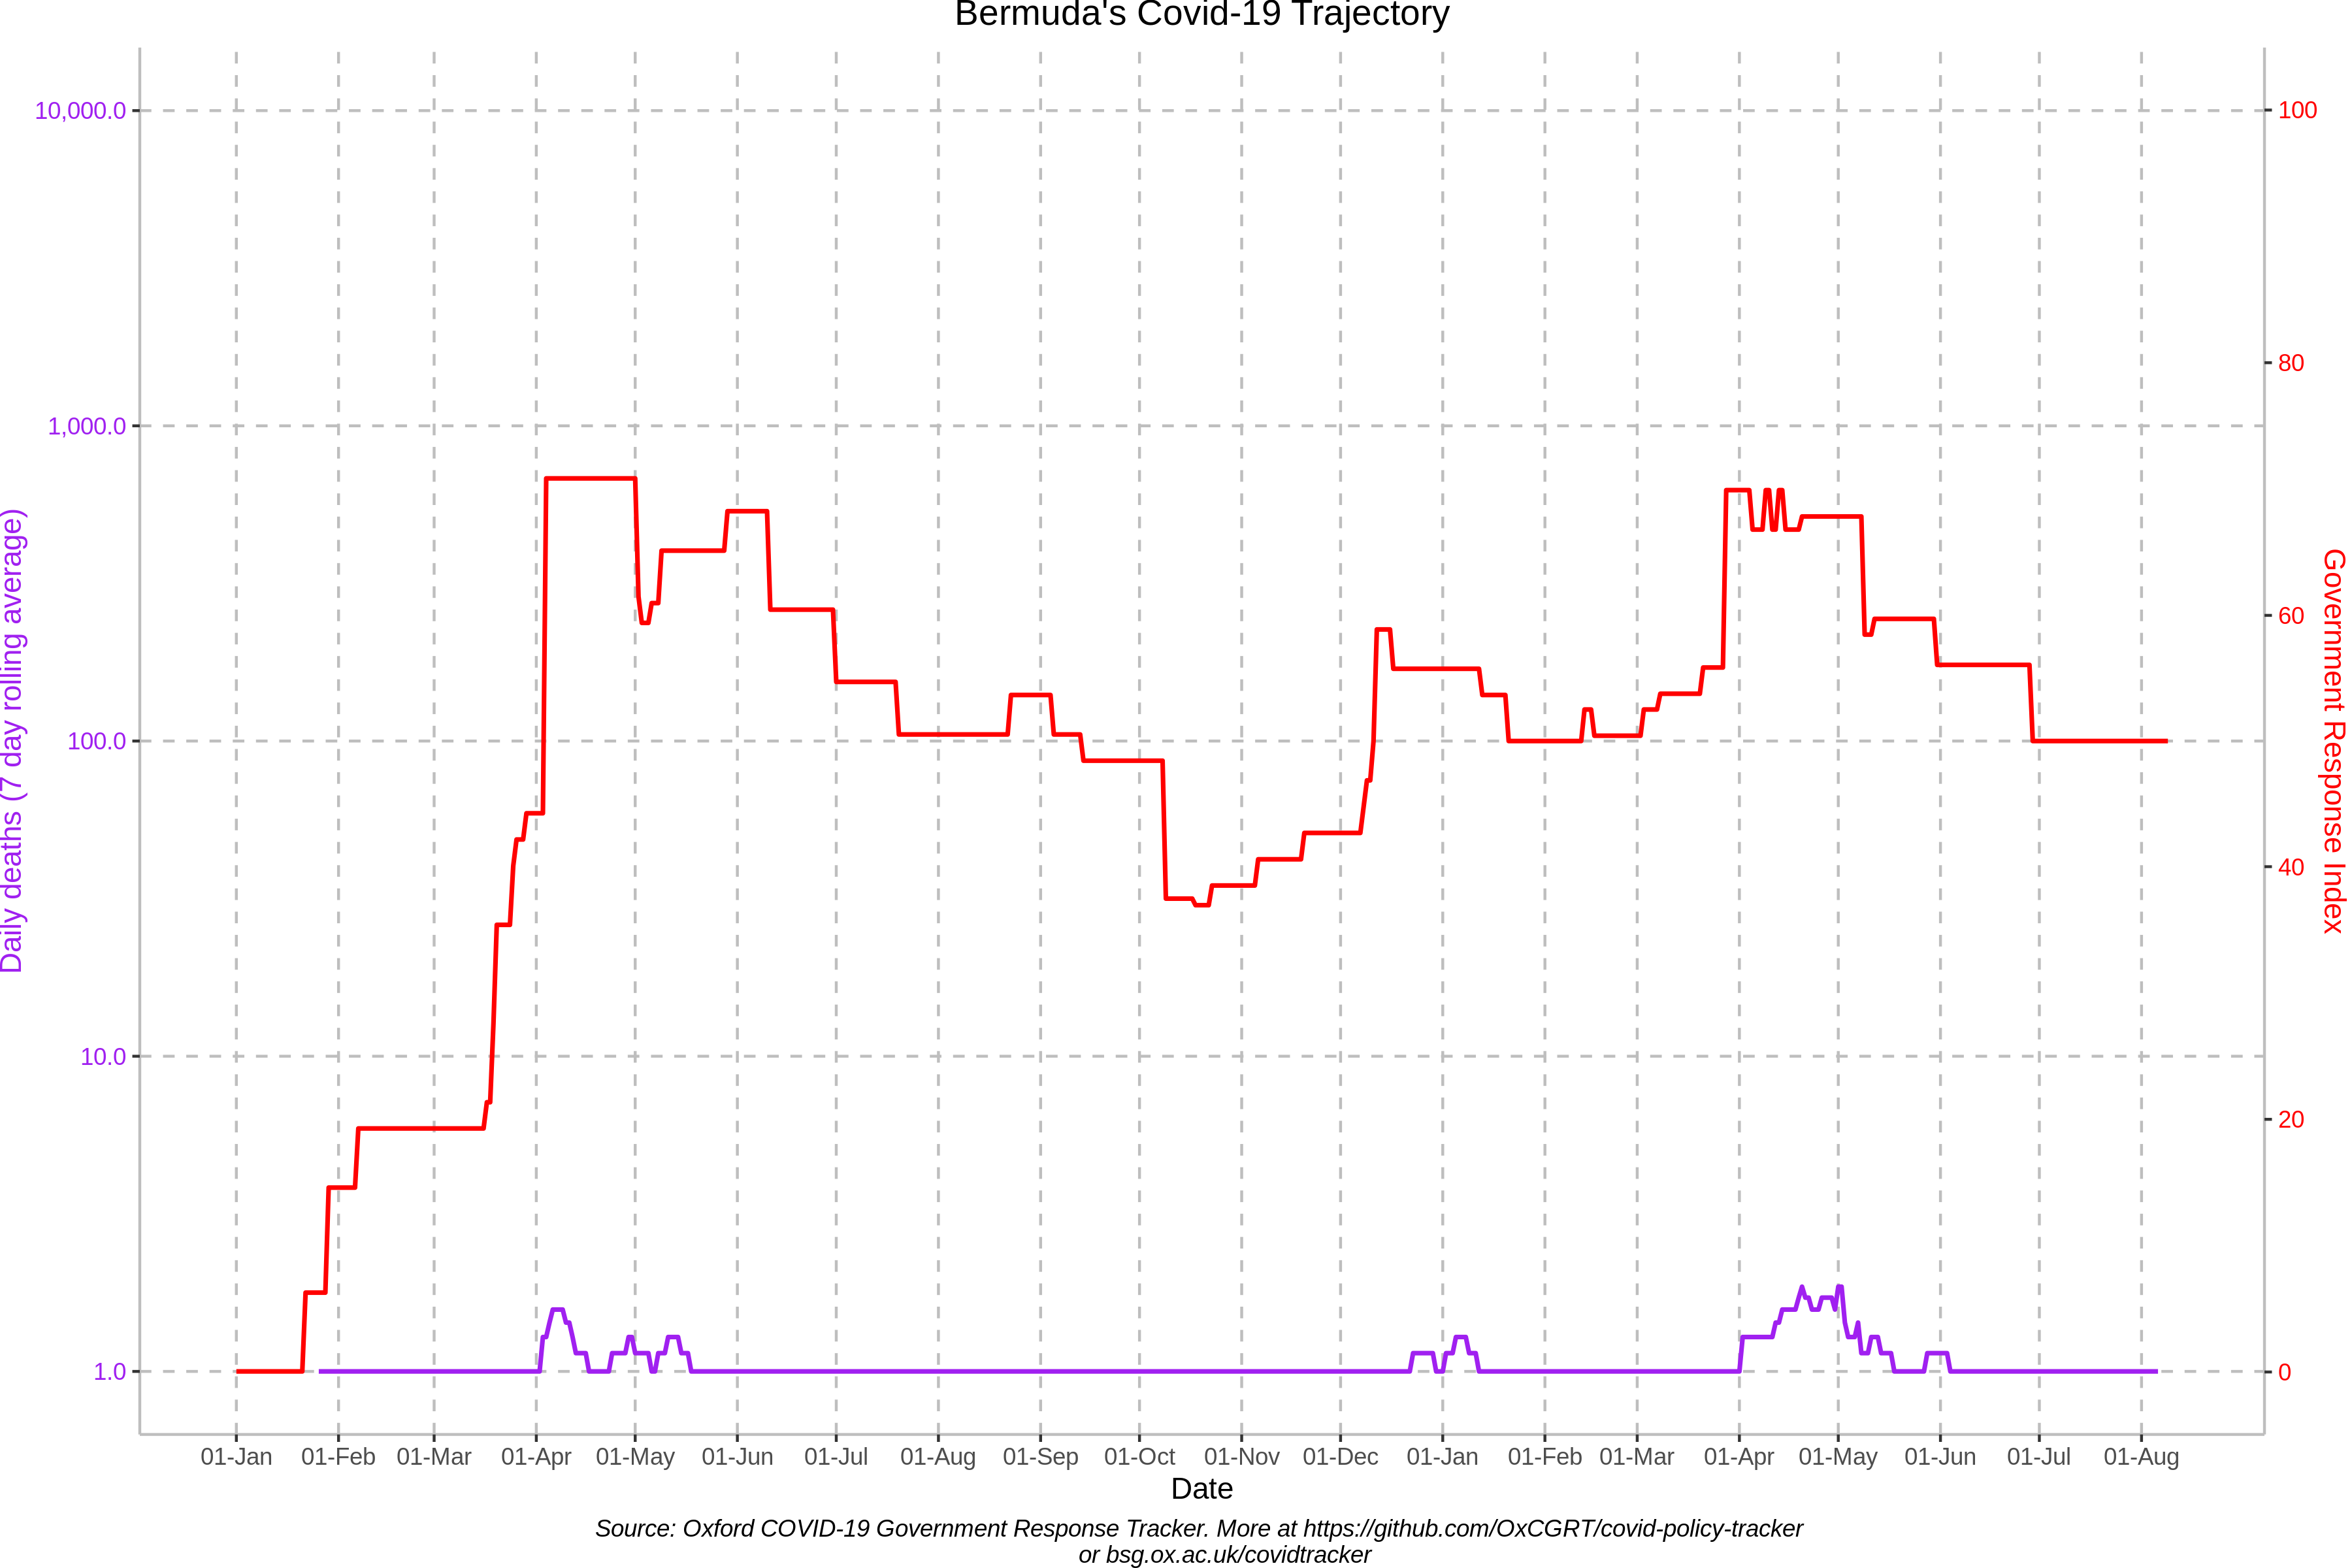 Bermuda's Covid-19 Trajectory
10,000.0
1,000.0
100.0
10.0
1.0
Daily deaths (7 day rolling average)
100
80
60
40
20
0
Government Response Index
01-Jan 01-Feb 01-Mar 01-Apr 01-May 01-Jun 01-Jul 01-Aug 01-Sep 01-Oct 01-Nov 01-Dec 01-Jan 01-Feb 01-Mar 01-Apr 01-May 01-Jun 01-Jul 01-Aug
Date
Source: Oxford COVID-19 Government Response Tracker. More at https://github.com/OxCGRT/covid-policy-tracker
or bsg.ox.ac.uk/covidtracker